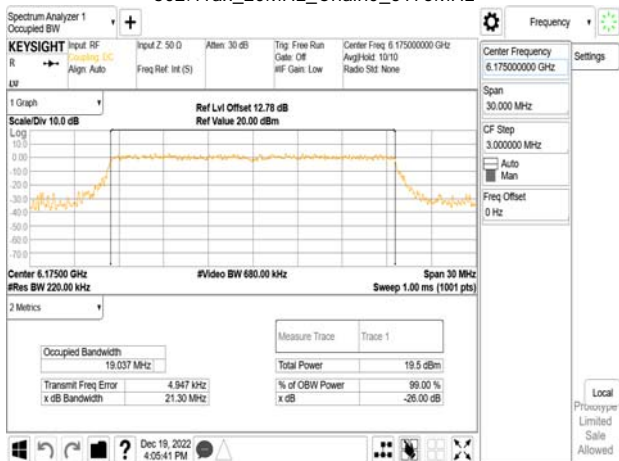 Spectrum Analyzer 1
Occupied BW
Frequency
KEYSIGHT
R
Input: RF
Coupling: DC
Align: Auto
Input Z: 50 Ω
Freq Ref: Int (S)
Atten: 30 dB
Trig: Free Run
Gate: Off
#IF Gain: Low
Center Freq: 6.175000000 GHz
Avg|Hold: 10/10
Radio Std: None
Center Frequency
6.175000000 GHz
Settings
Span
30.000 MHz
CF Step
3.000000 MHz
Auto
Man
Freq Offset
0 Hz
1 Graph
Ref Lvl Offset 12.78 dB
Scale/Div 10.0 dB
Ref Value 20.00 dBm
Log
10.0
0.00
-10.0
-20.0
-30.0
-40.0
-50.0
-60.0
-70.0
Center 6.17500 GHz
#Video BW 680.00 kHz
Span 30 MHz
#Res BW 220.00 kHz
Sweep 1.00 ms (1001 pts)
2 Metrics
Measure Trace
Trace 1
Occupied Bandwidth
19.037 MHz
Total Power
19.5 dBm
Transmit Freq Error
4.947 kHz
% of OBW Power
99.00 %
x dB Bandwidth
21.30 MHz
x dB
-26.00 dB
Local
Prototype
Limited
Sale
Allowed
?
Dec 19, 2022
4:05:41 PM